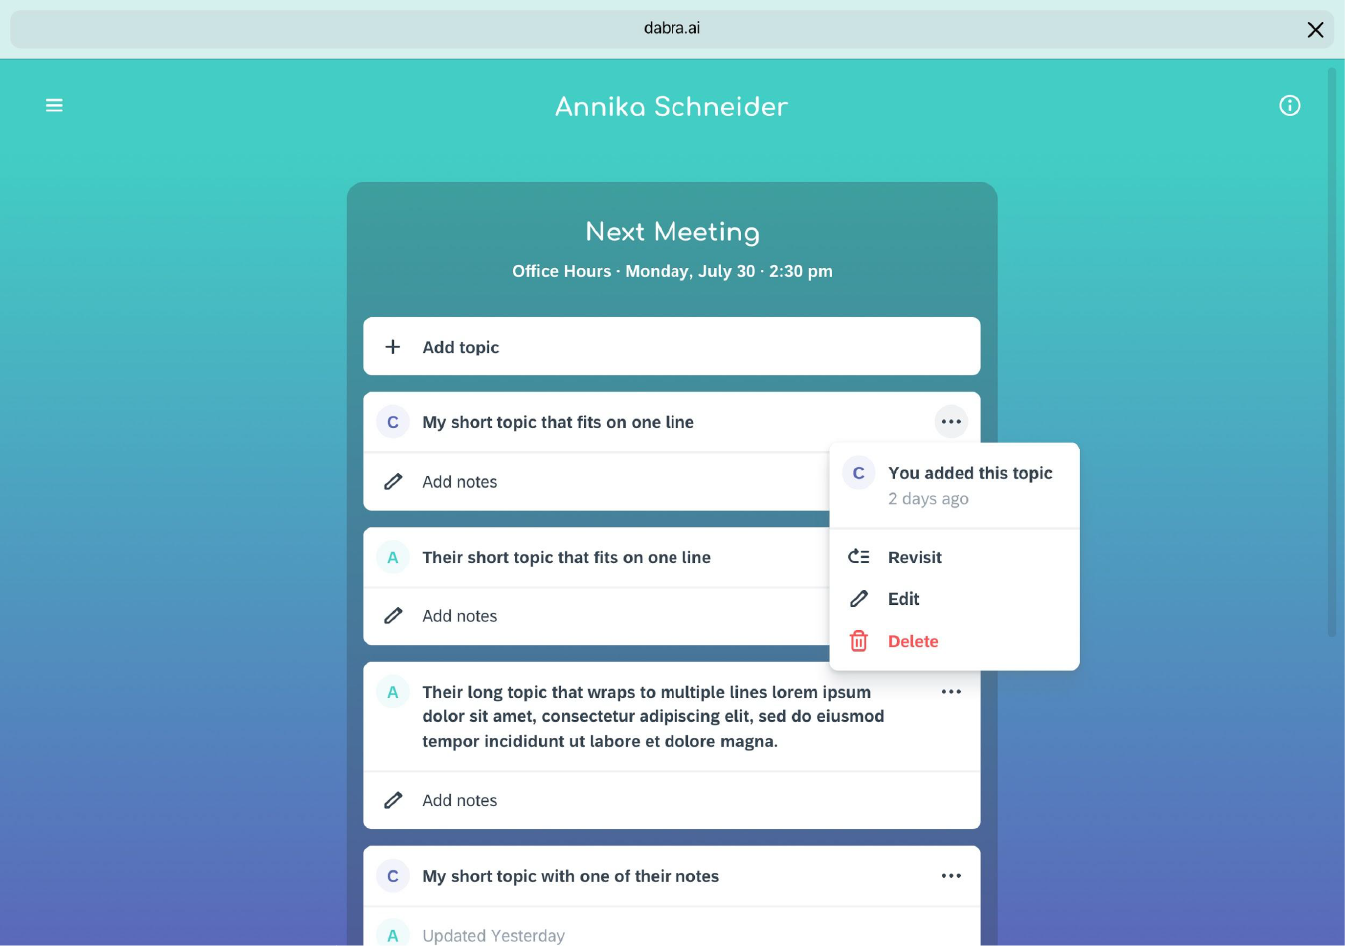 dabra.ai
Annika Schneider
Next Meeting
Office Hours · Monday, July 30 · 2:30 pm
Add topic
C My short topic that fits on one line
Add notes
C You added this topic
2 days ago
Revisit
Edit
Delete
A Their short topic that fits on one line
Add notes
A Their long topic that wraps to multiple lines lorem ipsum
dolor sit amet, consectetur adipiscing elit, sed do eiusmod
tempor incididunt ut labore et dolore magna.
Add notes
C My short topic with one of their notes
A Updated Yesterday